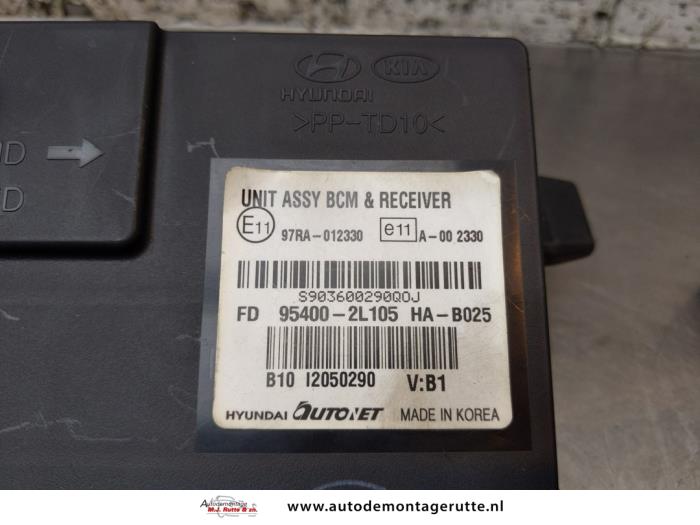 HYUNDAI KIA
>PP-TD10<
UNIT ASSY BCM & RECEIVER
E11 97RA-012330 e11 A-00 2330
S903600290QOJ
FD 95400-2L105 HA-B025
B10 I2050290 V:B1
HYUNDAI AUTONET MADE IN KOREA
Autodemontage
M.J. Rutte & zn.
www.autodemontagerutte.nl